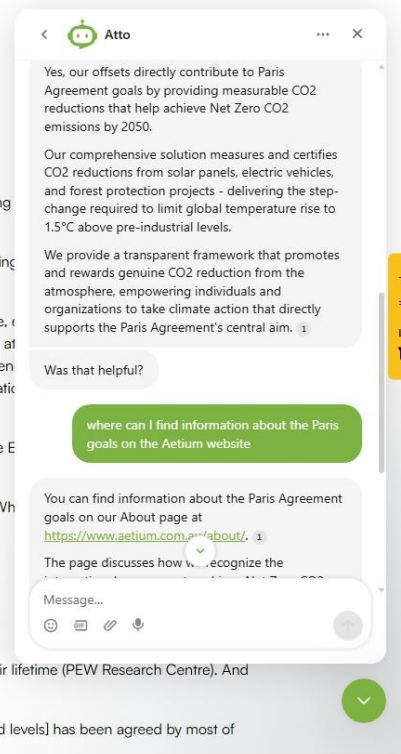 Atto
Yes, our offsets directly contribute to Paris
Agreement goals by providing measurable CO2
reductions that help achieve Net Zero CO2
emissions by 2050.
Our comprehensive solution measures and certifies
CO2 reductions from solar panels, electric vehicles,
and forest protection projects - delivering the step-
change required to limit global temperature rise to
1.5°C above pre-industrial levels.
We provide a transparent framework that promotes
and rewards genuine CO2 reduction from the
atmosphere, empowering individuals and
organizations to take climate action that directly
supports the Paris Agreement's central aim. 1
Was that helpful?
where can I find information about the Paris
goals on the Aetium website
You can find information about the Paris Agreement
goals on our About page at
https://www.aetium.com.au/about/. 1
The page discusses how recognize the
Message...
GIF
ir lifetime (PEW Research Centre). And
d levels] has been agreed by most of